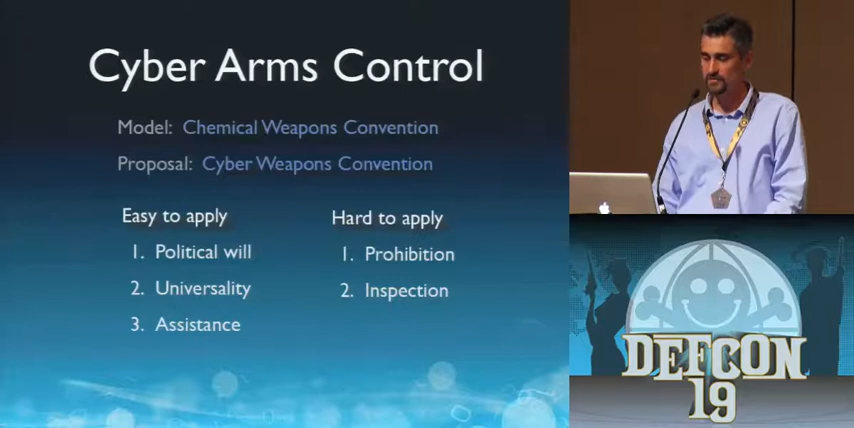 Cyber Arms Control
Model: Chemical Weapons Convention
Proposal: Cyber Weapons Convention
Easy to apply
1. Political will
2. Universality
3. Assistance
Hard to apply
1. Prohibition
2. Inspection
DEFCON
19